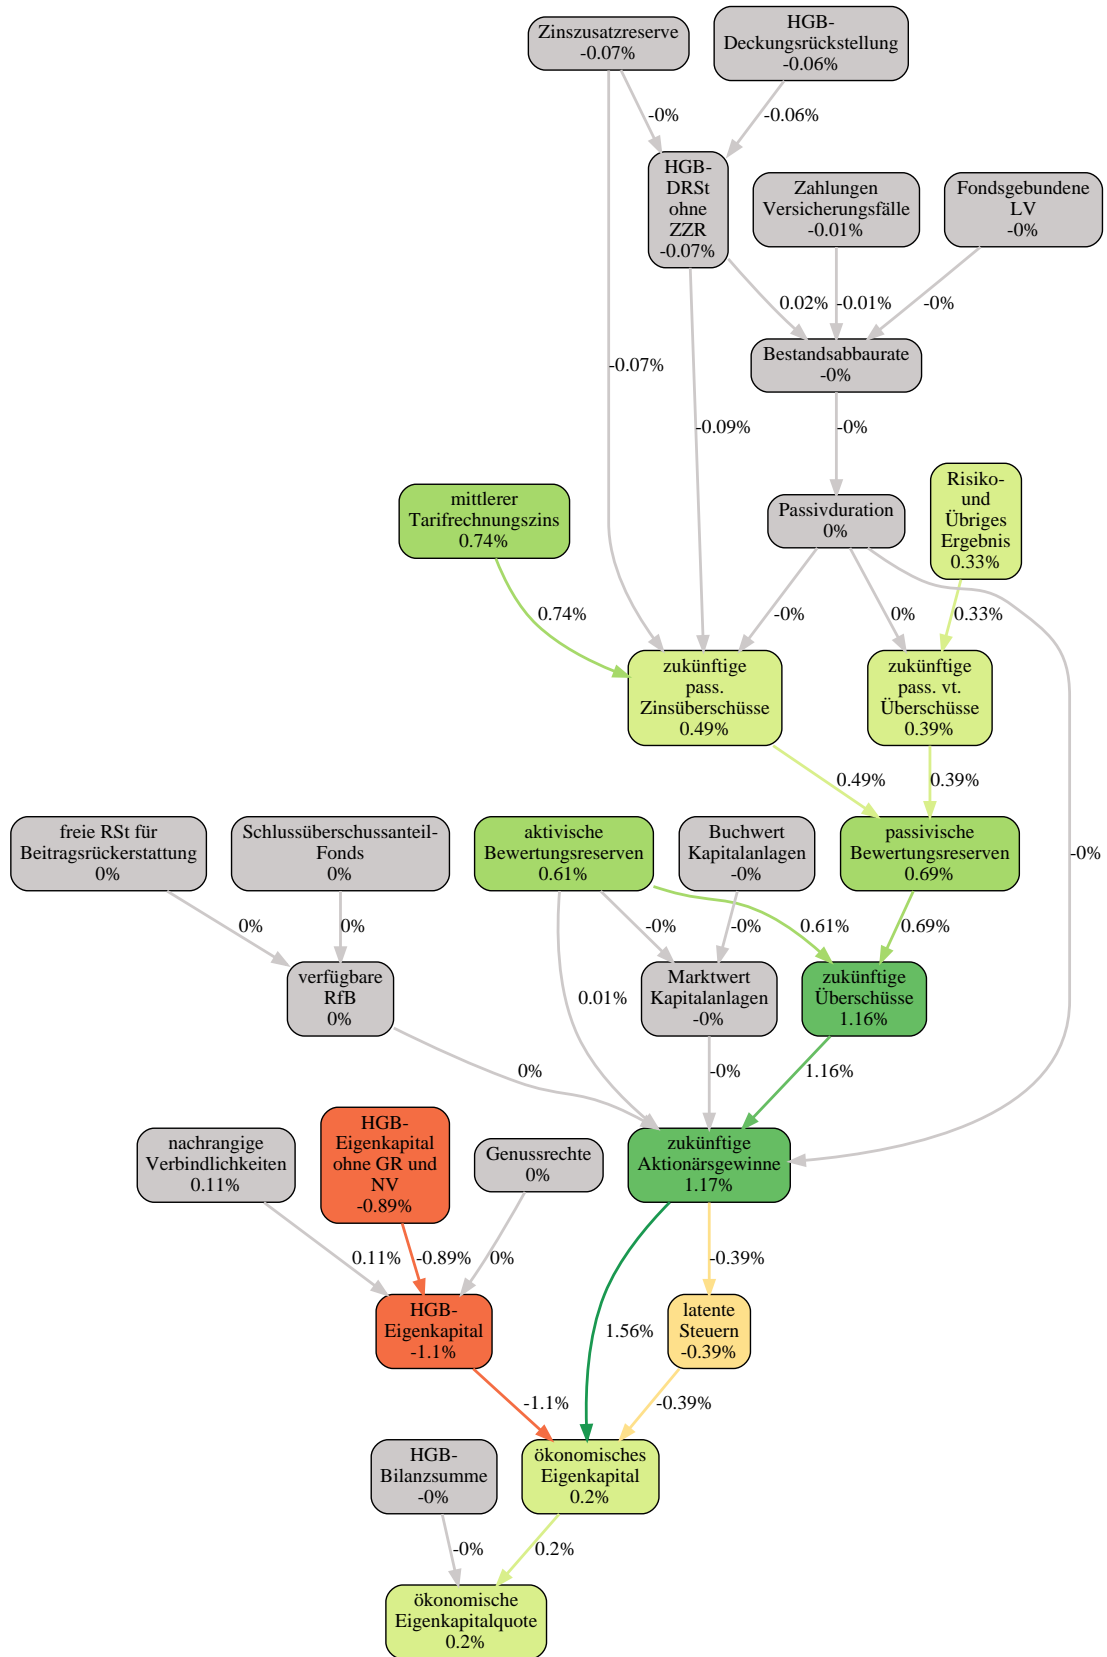 Zinszusatzreserve
-0.07%
HGB-
Deckungsrückstellung
-0.06%
-0%
-0.06%
HGB-
DRSt
ohne
ZZR
-0.07%
Zahlungen
Versicherungsfälle
-0.01%
Fondsgebundene
LV
-0%
0.02%
-0.01%
-0%
Bestandsabbaurate
-0%
-0.07%
-0.09%
-0%
mittlerer
Tarifrechnungszins
0.74%
Passivduration
0%
Risiko-
und
Übriges
Ergebnis
0.33%
0.74%
-0%
0%
0.33%
zukünftige
pass.
Zinsüberschüsse
0.49%
zukünftige
pass. vt.
Überschüsse
0.39%
0.49%
0.39%
freie RSt für
Beitragsrückerstattung
0%
Schlussüberschussanteil-
Fonds
0%
aktivische
Bewertungsreserven
0.61%
Buchwert
Kapitalanlagen
-0%
passivische
Bewertungsreserven
0.69%
-0%
0%
0%
-0%
-0%
0.61%
0.69%
verfügbare
RfB
0%
0.01%
Marktwert
Kapitalanlagen
-0%
zukünftige
Überschüsse
1.16%
0%
-0%
1.16%
nachrangige
Verbindlichkeiten
0.11%
HGB-
Eigenkapital
ohne GR und
NV
-0.89%
Genussrechte
0%
zukünftige
Aktionärsgewinne
1.17%
0.11%
-0.89%
0%
-0.39%
HGB-
Eigenkapital
-1.1%
1.56%
latente
Steuern
-0.39%
-1.1%
-0.39%
HGB-
Bilanzsumme
-0%
ökonomisches
Eigenkapital
0.2%
-0%
0.2%
ökonomische
Eigenkapitalquote
0.2%